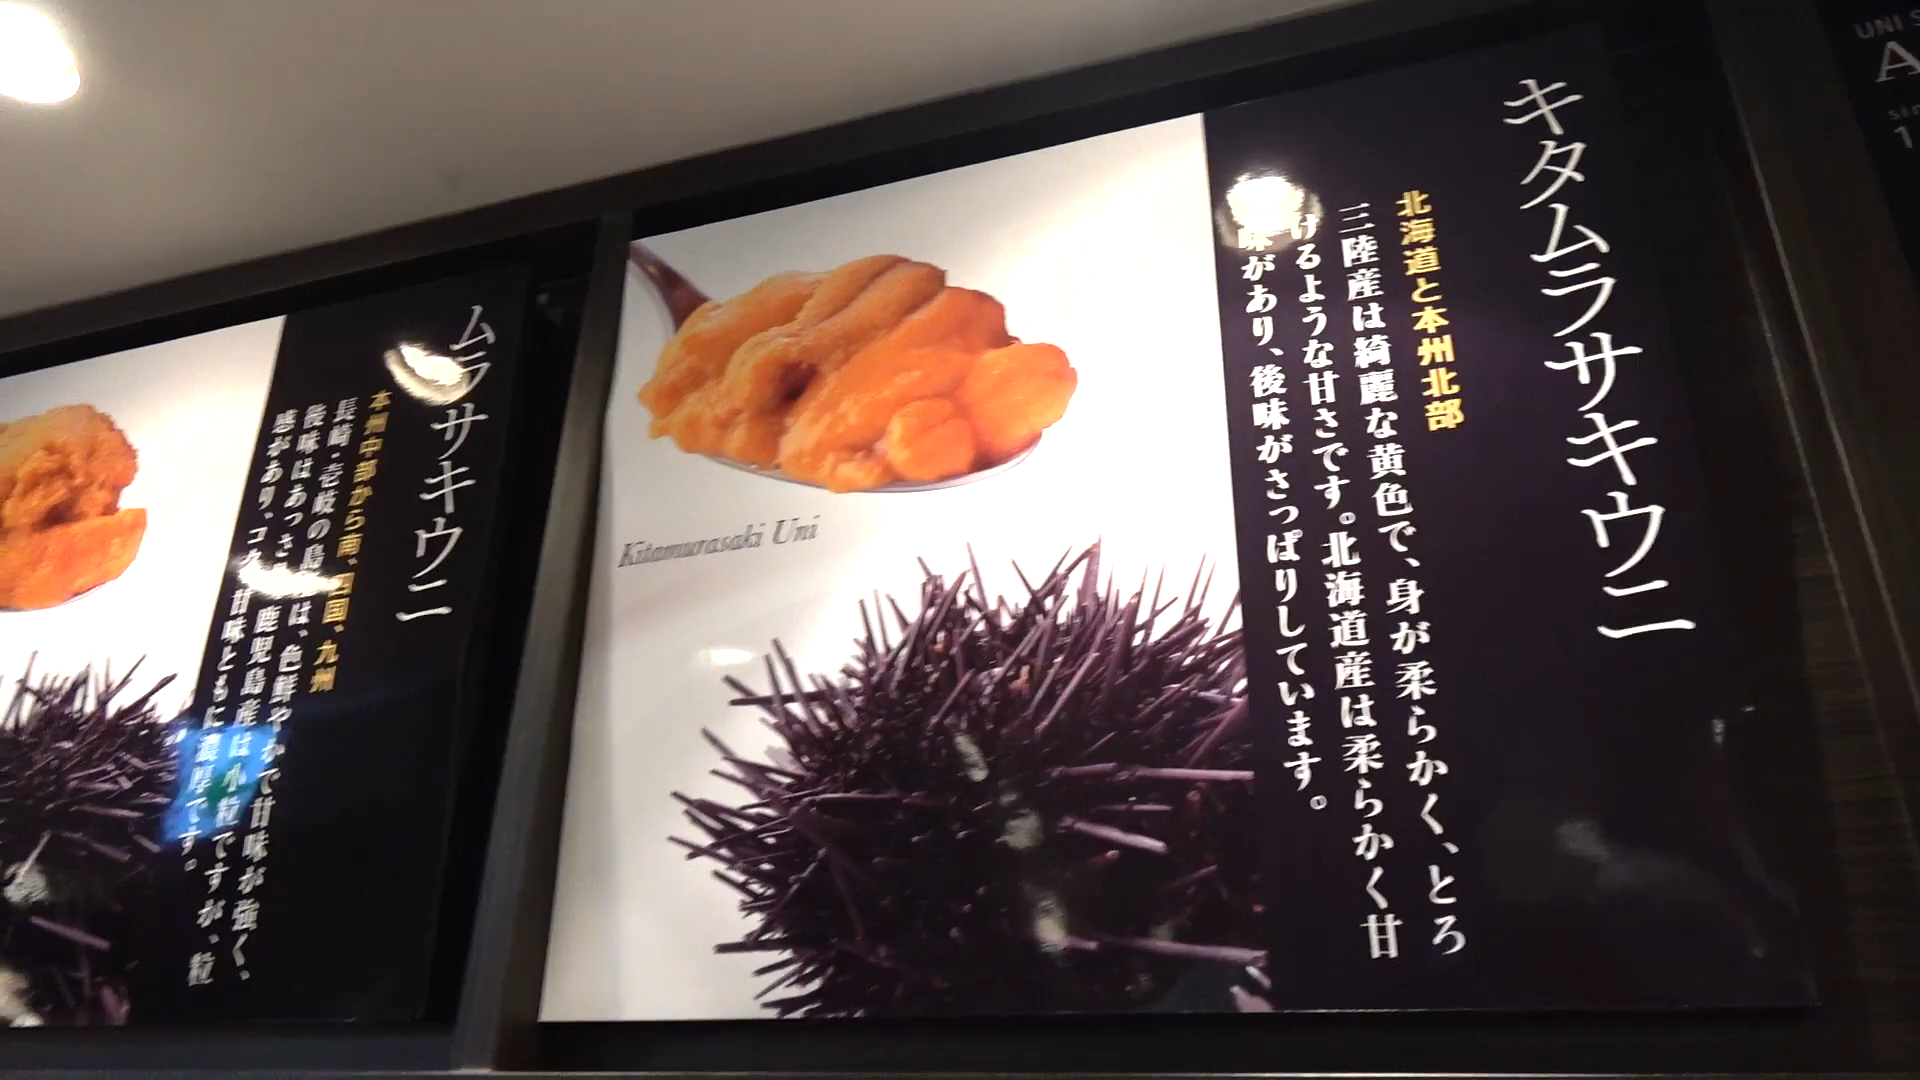 キタムラサキウニ
北海道と本州北部
三陸産は綺麗な黄色で、身が柔らかく、とろ
けるような甘さです。北海道産は柔らかく甘
味があり、後味がさっぱりしています。
Kitamurasaki Uni
ムラサキウニ
本州中部から南、四国、九州
長崎・壱岐の島 は、色鮮やかで甘味が強く、
後味はあっさ 鹿児島産は小粒ですが、粒
感があり、コク 甘味ともに濃厚です。
UNI S
A
sin
1